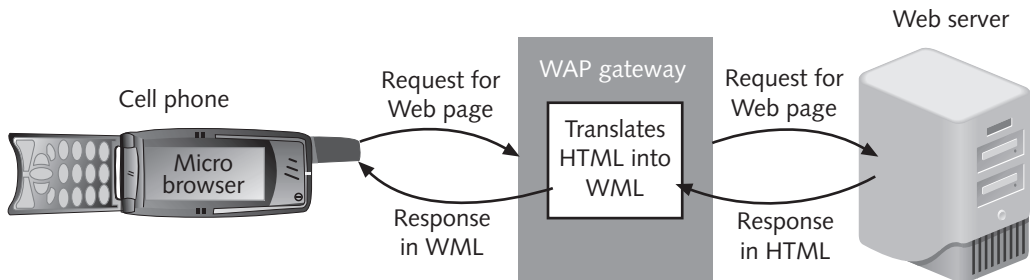 Cell phone
Micro
browser
Request for
Web page
Response
in WML
WAP gateway
Translates
HTML into
WML
Request for
Web page
Response
in HTML
Web server